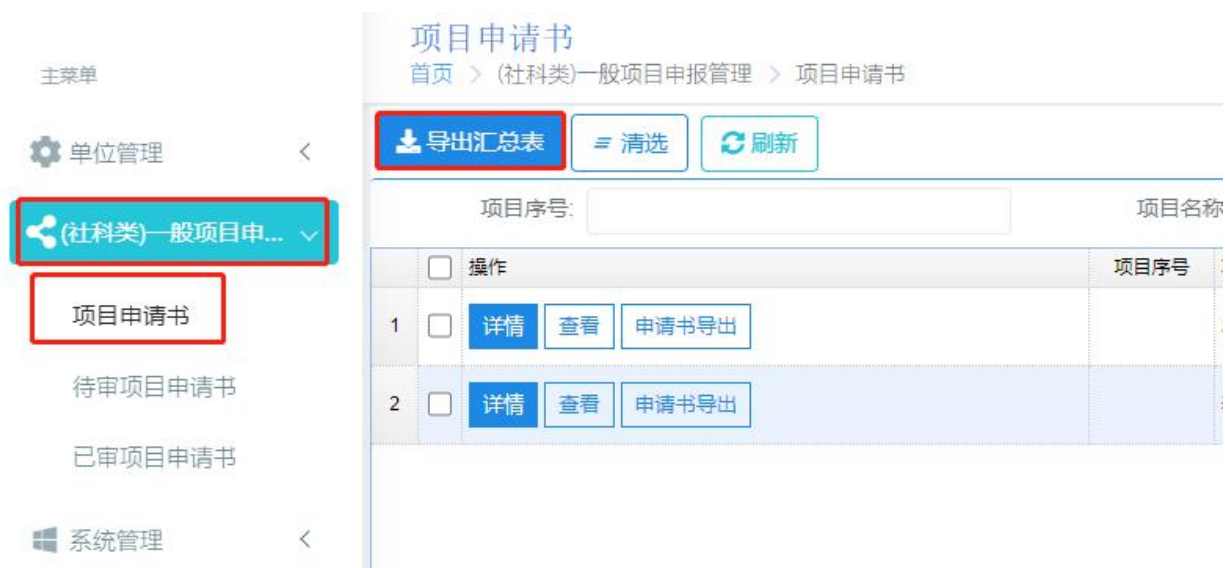 主菜单
单位管理
(社科类)一般项目申...
项目申请书
待审项目申请书
已审项目申请书
系统管理
项目申请书
首页 > (社科类)一般项目申报管理 > 项目申请书
导出汇总表 清选 刷新
项目序号: 项目名称
操作 项目序号
1 详情 查看 申请书导出
2 详情 查看 申请书导出